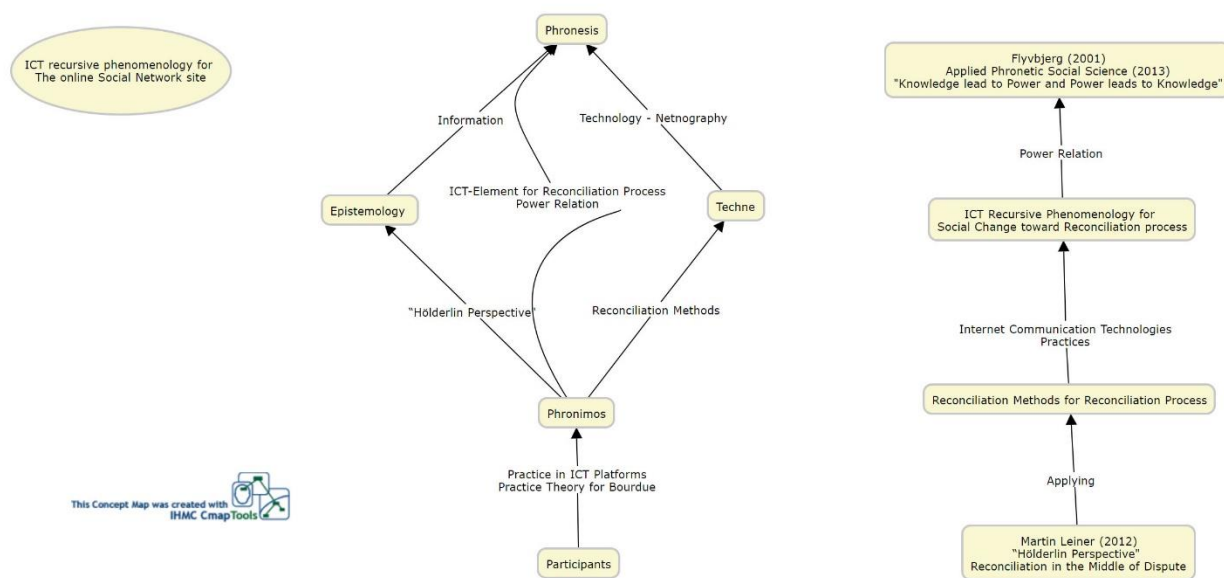 ICT recursive phenomenology for
The online Social Network site
Phronesis
Information
Technology - Netnography
ICT-Element for Reconciliation Process
Power Relation
Epistemology
Techne
"Hölderlin Perspective"
Reconciliation Methods
Phronimos
Practice in ICT Platforms
Practice Theory for Bourdue
Participants
Flyvbjerg (2001)
Applied Phronetic Social Science (2013)
"Knowledge lead to Power and Power leads to Knowledge"
Power Relation
ICT Recursive Phenomenology for
Social Change toward Reconciliation process
Internet Communication Technologies
Practices
Reconciliation Methods for Reconciliation Process
Applying
Martin Leiner (2012)
"Hölderlin Perspective"
Reconciliation in the Middle of Dispute
This Concept Map was created with
IHMC CmapTools